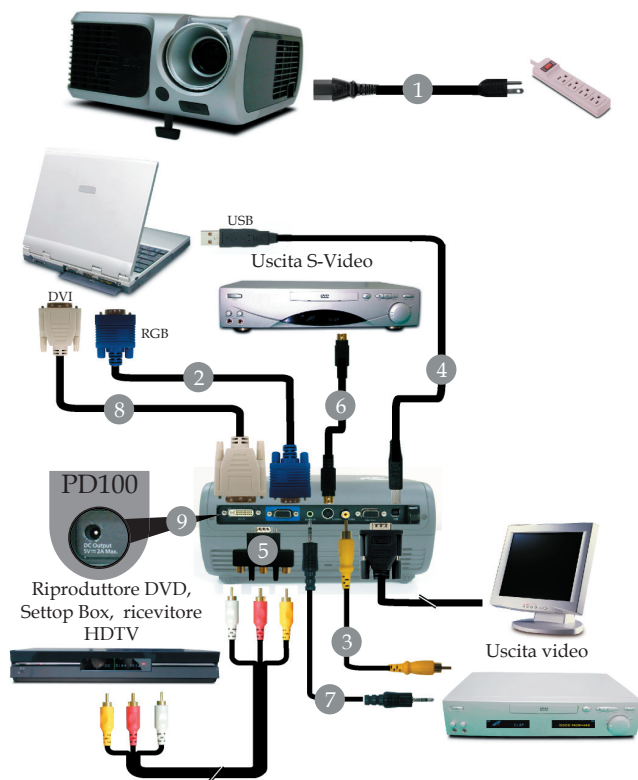 1
USB
Uscita S-Video
DVI
RGB
2
4
6
8
PD100
DC Output
5V 2A Max.
9
5
Riproduttore DVD,
Settop Box, ricevitore
HDTV
3
Uscita video
7